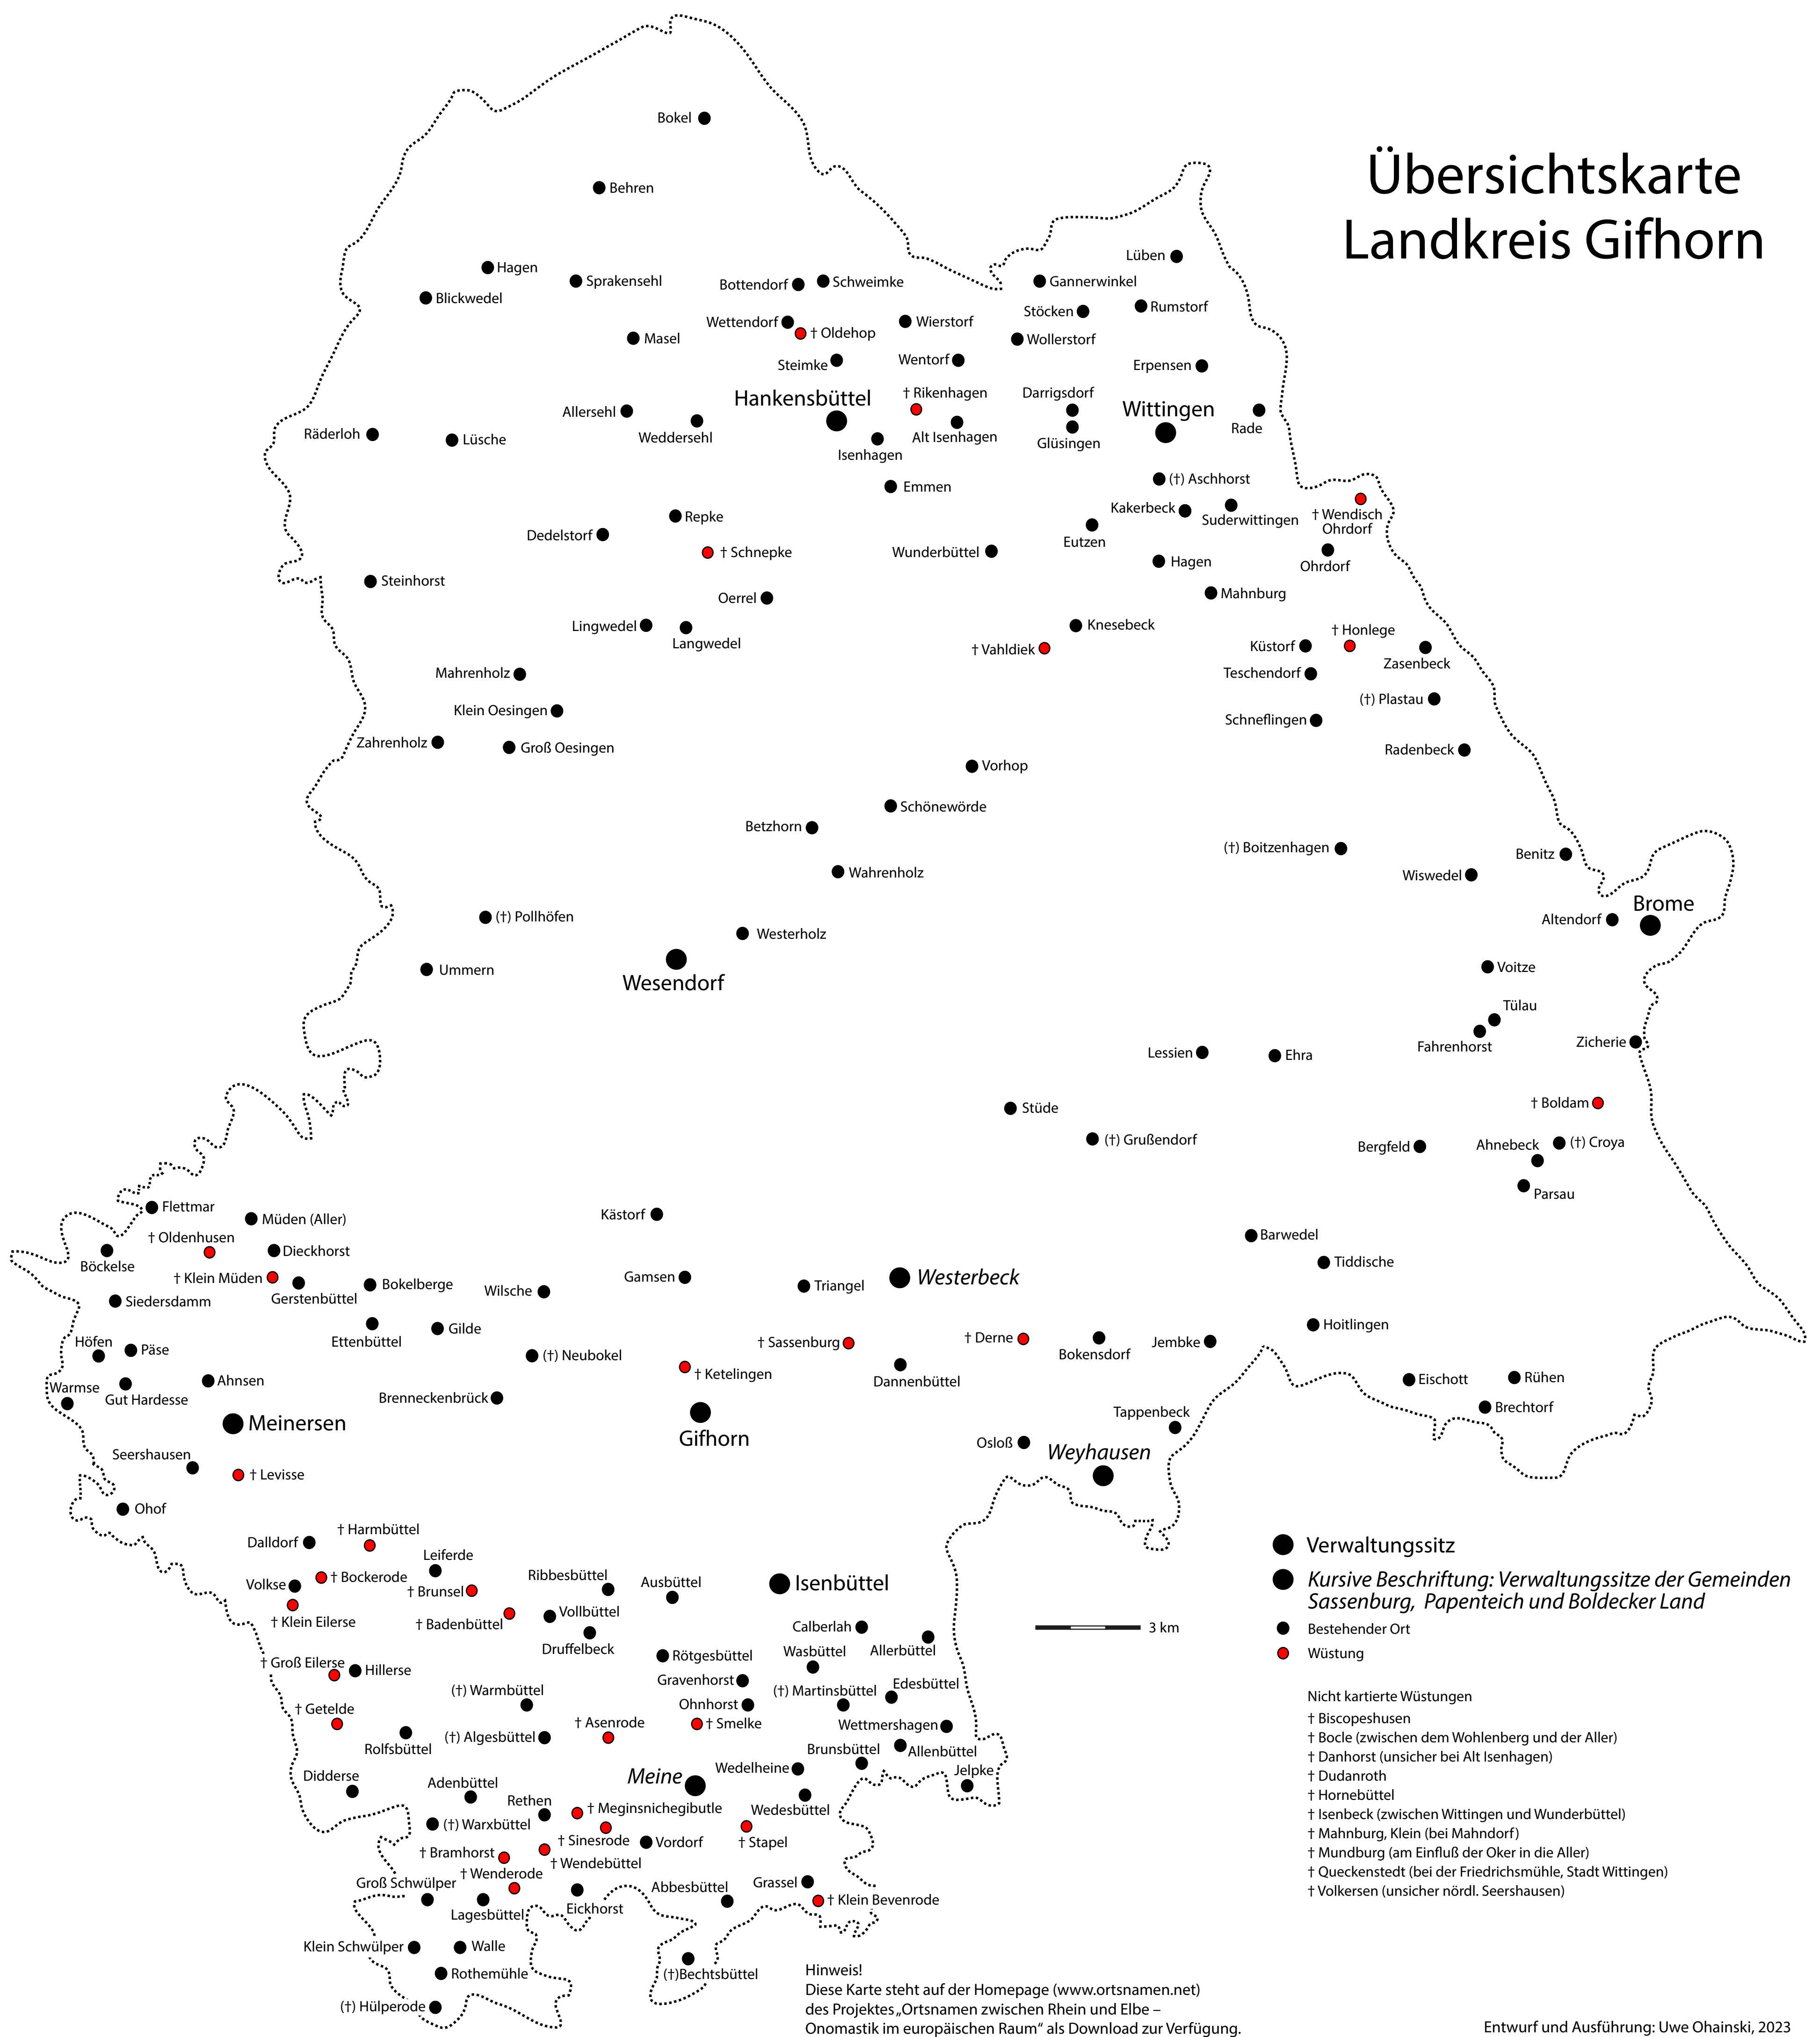 Übersichtskarte
Landkreis Gifhorn
Bokel
Behren
Lüben
Hagen
Sprakensehl
Bottendorf
Schweimke
Gannerwinkel
Blickwedel
Stöcken
Rumstorf
Wettendorf
† Oldehop
Wierstorf
Masel
Wollerstorf
Steimke
Wentorf
Erpensen
Hankensbüttel
† Rikenhagen
Darrigsdorf
Wittingen
Allersehl
Räderloh
Lüsche
Weddersehl
Alt Isenhagen
Glüsingen
Rade
Isenhagen
(†) Aschhorst
Emmen
Kakerbeck
Suderwittingen
† Wendisch
Ohrdorf
Repke
Dedelstorf
† Schnepke
Wunderbüttel
Eutzen
Hagen
Ohrdorf
Steinhorst
Oerrel
Mahnburg
Lingwedel
Langwedel
Knesebeck
† Honlege
† Vahldiek
Küstorf
Zasenbeck
Mahrenholz
Teschendorf
(†) Plastau
Klein Oesingen
Schneflingen
Zahrenholz
Groß Oesingen
Radenbeck
Vorhop
Schönewörde
Betzhorn
(†) Boitzenhagen
Benitz
Wahrenholz
Wiswedel
Brome
(†) Pollhöfen
Altendorf
Westerholz
Ummern
Wesendorf
Voitze
Tülau
Fahrenhorst
Zicherie
Lessien
Ehra
† Boldam
Stüde
(†) Grußendorf
Bergfeld
Ahnebeck
(†) Croya
Parsau
Flettmar
Müden (Aller)
Kästorf
† Oldenhusen
Dieckhorst
Barwedel
Böckelse
Tiddische
† Klein Müden
Gerstenbüttel
Bokelberge
Wilsche
Gamsen
Triangel
Westerbeck
Siedersdamm
Ettenbüttel
Gilde
Hoitlingen
Höfen
Päse
(†) Neubokel
† Sassenburg
† Derne
Bokensdorf
Jembke
Warmse
Gut Hardesse
Ahnsen
Brenneckenbrück
† Ketelingen
Dannenbüttel
Eischott
Rühen
Brechtorf
Meinersen
Gifhorn
Tappenbeck
Seershausen
Osloß
Weyhausen
† Levisse
Ohof
Dalldorf
† Harmbüttel
Leiferde
Volkse
† Bockerode
† Brunsel
Ribbesbüttel
Ausbüttel
Isenbüttel
† Klein Eilerse
† Badenbüttel
Vollbüttel
Druffelbeck
Calberlah
Allerbüttel
† Groß Eilerse
Hillerse
Rötgesbüttel
Wasbüttel
Gravenhorst
Edesbüttel
(†) Warmbüttel
Ohnhorst
(†) Martinsbüttel
† Getelde
† Asenrode
† Smelke
Wettmershagen
Rolfsbüttel
(†) Algesbüttel
Brunsbüttel
Allenbüttel
Didderse
Adenbüttel
Meine
Wedelheine
Jelpke
Rethen
† Meginsnichegibutle
Wedesbüttel
(†) Warxbüttel
† Sinesrode
Vordorf
† Stapel
† Bramhorst
† Wendebüttel
† Wenderode
Groß Schwülper
Lagesbüttel
Eickhorst
Abbesbüttel
Grassel
† Klein Bevenrode
Klein Schwülper
Walle
Rothemühle
(†)Bechtsbüttel
(†) Hülperode
Verwaltungssitz
Kursive Beschriftung: Verwaltungssitze der Gemeinden
Sassenburg, Papenteich und Boldecker Land
Bestehender Ort
Wüstung
3 km
Nicht kartierte Wüstungen
† Biscopeshusen
† Bocle (zwischen dem Wohlenberg und der Aller)
† Danhorst (unsicher bei Alt Isenhagen)
† Dudanroth
† Hornebüttel
† Isenbeck (zwischen Wittingen und Wunderbüttel)
† Mahnburg, Klein (bei Mahndorf)
† Mundburg (am Einfluß der Oker in die Aller)
† Queckenstedt (bei der Friedrichsmühle, Stadt Wittingen)
† Volkersen (unsicher nördl. Seershausen)
Hinweis!
Diese Karte steht auf der Homepage (www.ortsnamen.net)
des Projektes „Ortsnamen zwischen Rhein und Elbe –
Onomastik im europäischen Raum“ als Download zur Verfügung.
Entwurf und Ausführung: Uwe Ohainski, 2023